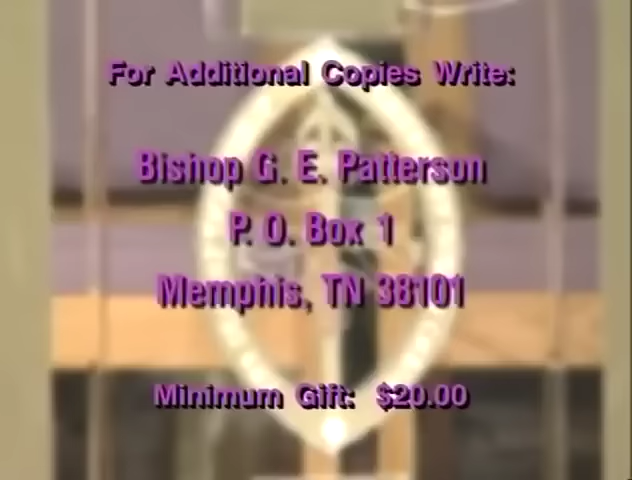 For Additional Copies Write:
Bishop G. E. Patterson
P. O. Box 1
Memphis, TN 38101
Minimum Gift: $20.00